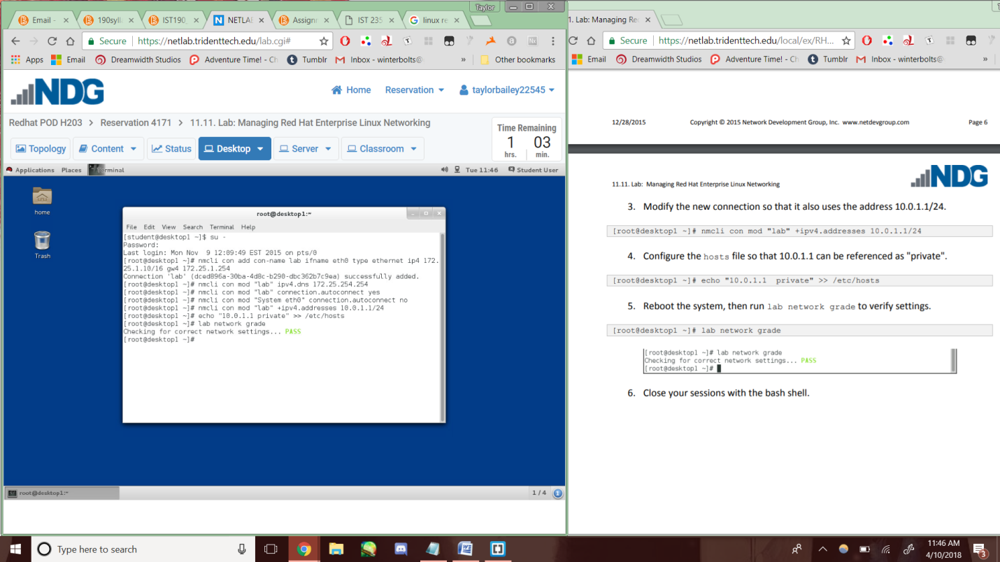 Taylor
Email -
190syll
IST190
NETLAB
Assignm
IST 235
linux re
Secure https://netlab.tridenttech.edu/lab.cgi#
Apps Email Dreamwidth Studios Adventure Time! - Ch Tumblr Inbox - winterbolts@ » Other bookmarks
NDG
Home Reservation taylorbailey22545
Redhat POD H203 > Reservation 4171 > 11.11. Lab: Managing Red Hat Enterprise Linux Networking
Time Remaining
1 03
hrs. min.
Topology Content Status Desktop Server Classroom
Applications Places Terminal Tue 11:46 Student User
home
Trash
root@desktop1:~
File Edit View Search Terminal Help
[student@desktop1 ~]$ su -
Password:
Last login: Mon Nov  9 12:09:49 EST 2015 on pts/0
[root@desktop1 ~]# nmcli con add con-name lab ifname eth0 type ethernet ip4 172.
25.1.10/16 gw4 172.25.1.254
Connection 'lab' (dced896a-30ba-4d8c-b290-dbc362b7c9ea) successfully added.
[root@desktop1 ~]# nmcli con mod "lab" ipv4.dns 172.25.254.254
[root@desktop1 ~]# nmcli con mod "lab" connection.autoconnect yes
[root@desktop1 ~]# nmcli con mod "System eth0" connection.autoconnect no
[root@desktop1 ~]# nmcli con mod "lab" +ipv4.addresses 10.0.1.1/24
[root@desktop1 ~]# echo "10.0.1.1 private" >> /etc/hosts
[root@desktop1 ~]# lab network grade
Checking for correct network settings... PASS
[root@desktop1 ~]#
root@desktop1:~
1 / 4
1
1. Lab: Managing Re
Secure https://netlab.tridenttech.edu/local/ex/RH...
Email Dreamwidth Studios Adventure Time! - Ch Tumblr Inbox - winterbolts@ »
12/28/2015 Copyright © 2015 Network Development Group, Inc. www.netdevgroup.com Page 6
NDG
11.11. Lab: Managing Red Hat Enterprise Linux Networking
3. Modify the new connection so that it also uses the address 10.0.1.1/24.
[root@desktop1 ~]# nmcli con mod "lab" +ipv4.addresses 10.0.1.1/24
4. Configure the hosts file so that 10.0.1.1 can be referenced as "private".
[root@desktop1 ~]# echo "10.0.1.1  private" >> /etc/hosts
5. Reboot the system, then run lab network grade to verify settings.
[root@desktop1 ~]# lab network grade
[root@desktop1 ~]# lab network grade
Checking for correct network settings... PASS
[root@desktop1 ~]#
6. Close your sessions with the bash shell.
Type here to search
11:46 AM
4/10/2018
3